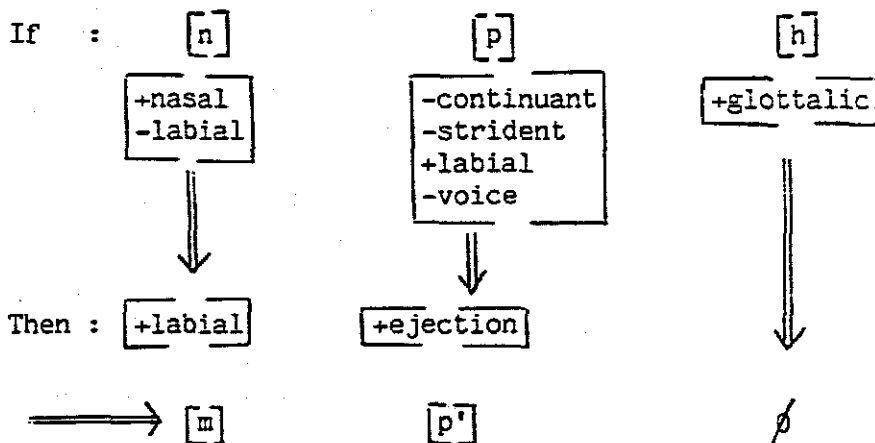 If : [n] [p] [h]
+nasal -continuant +glottalic
-labial -strident
+labial
-voice
Then : +labial +ejection
[m] [p'] ∅